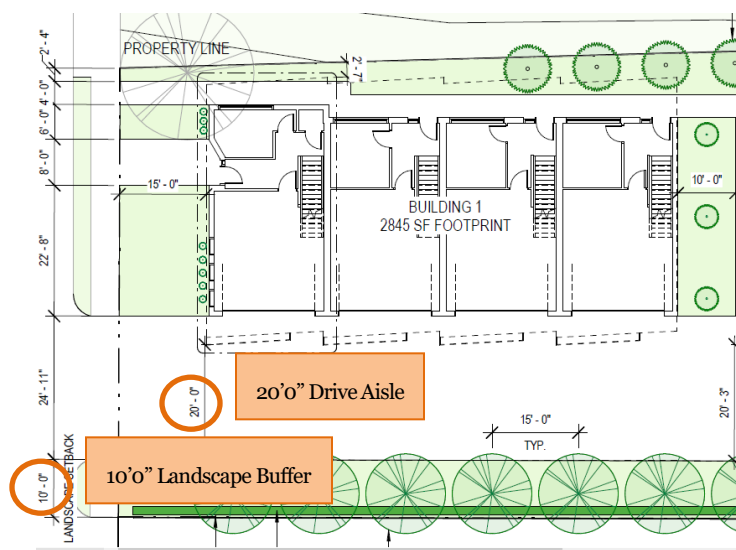 2' - 4"
PROPERTY LINE
2' - 7"
4' - 0"
6' - 0"
8' - 0"
15' - 0"
10' - 0"
BUILDING 1
2845 SF FOOTPRINT
22' - 8"
24' - 11"
20' - 0"
20'0” Drive Aisle
20' - 3"
15' - 0"
TYP.
10'0” Landscape Buffer
10' - 0"
LANDSCAPE SETBACK